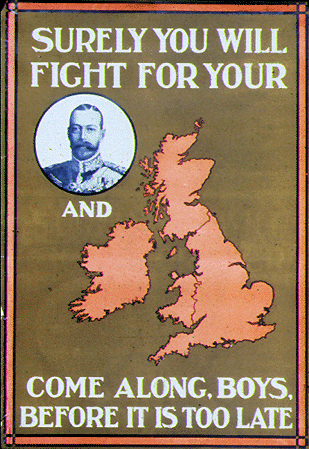 SURELY YOU WILL
FIGHT FOR YOUR
AND
COME ALONG, BOYS,
BEFORE IT IS TOO LATE